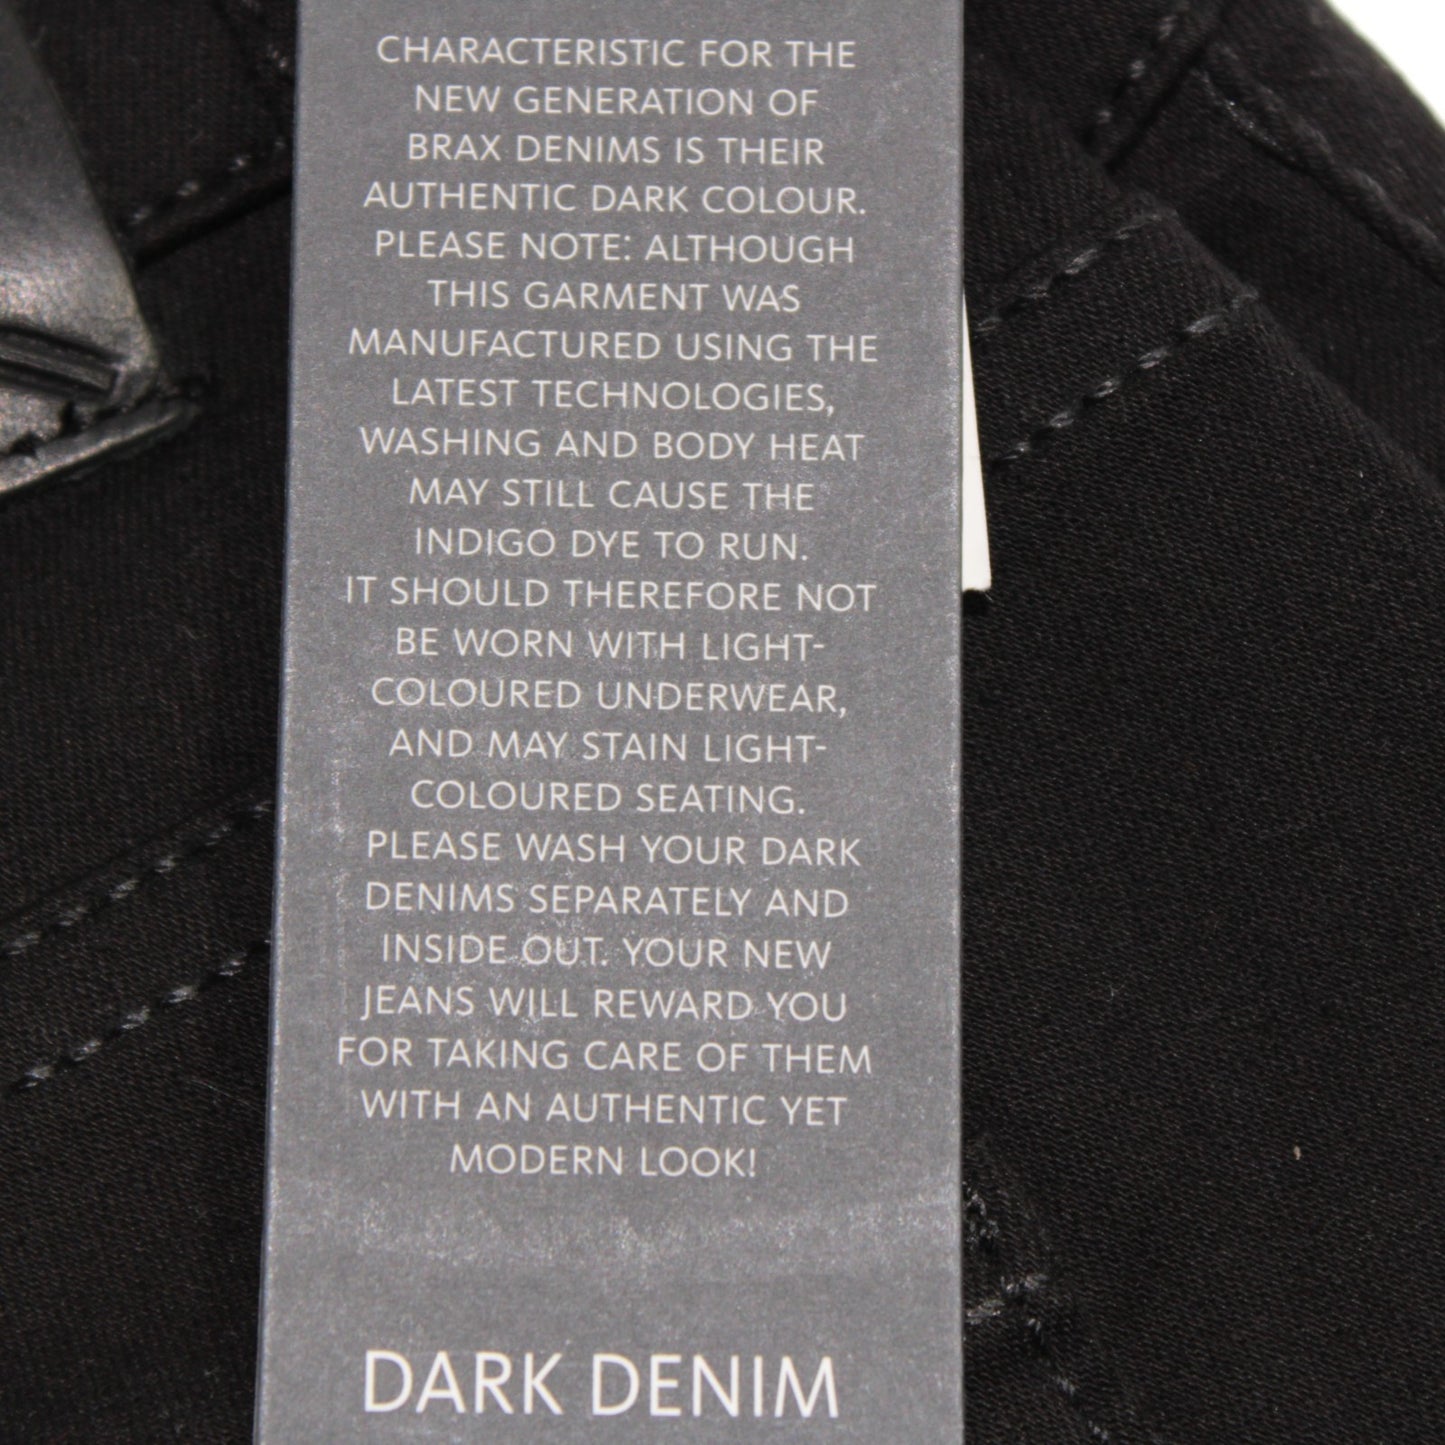 CHARACTERISTIC FOR THE
NEW GENERATION OF
BRAX DENIMS IS THEIR
AUTHENTIC DARK COLOUR.
PLEASE NOTE: ALTHOUGH
THIS GARMENT WAS
MANUFACTURED USING THE
LATEST TECHNOLOGIES,
WASHING AND BODY HEAT
MAY STILL CAUSE THE
INDIGO DYE TO RUN.
IT SHOULD THEREFORE NOT
BE WORN WITH LIGHT-
COLOURED UNDERWEAR,
AND MAY STAIN LIGHT-
COLOURED SEATING.
PLEASE WASH YOUR DARK
DENIMS SEPARATELY AND
INSIDE OUT. YOUR NEW
JEANS WILL REWARD YOU
FOR TAKING CARE OF THEM
WITH AN AUTHENTIC YET
MODERN LOOK!
DARK DENIM